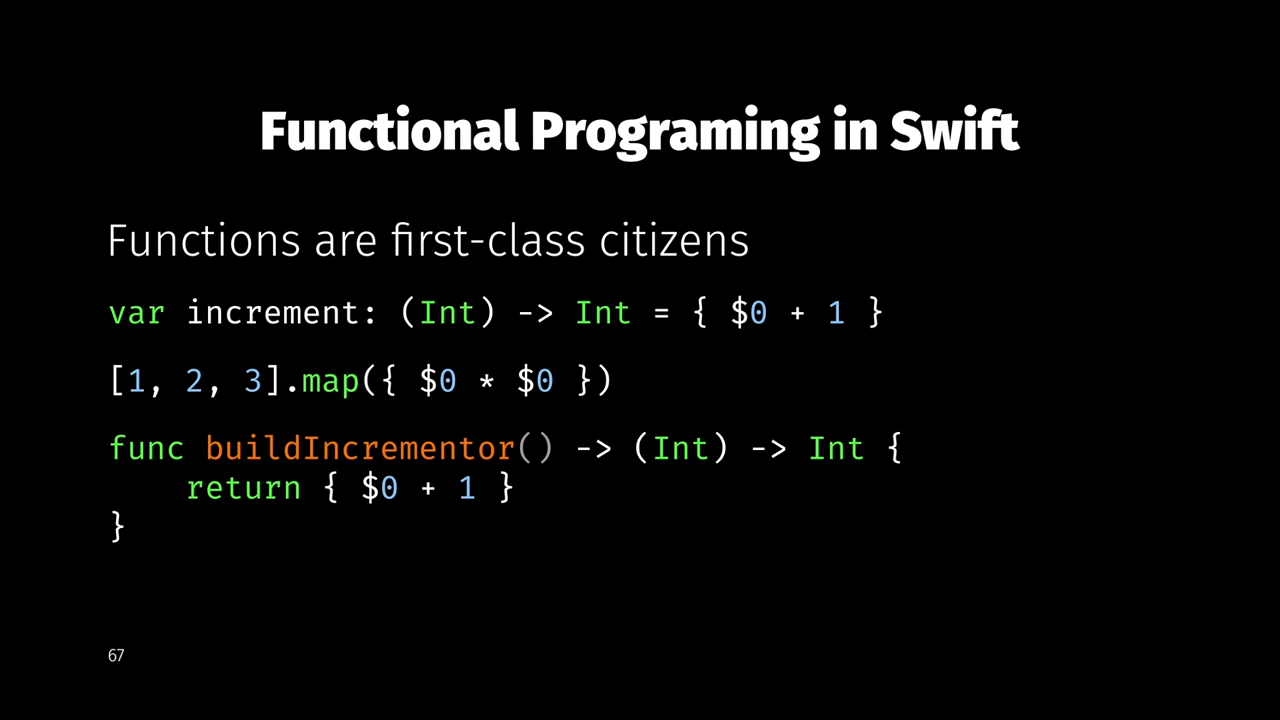 Functional Programing in Swift
Functions are first-class citizens
var increment: (Int) -> Int = { $0 + 1 }
[1, 2, 3].map({ $0 * $0 })
func buildIncrementor() -> (Int) -> Int {
    return { $0 + 1 }
}
67